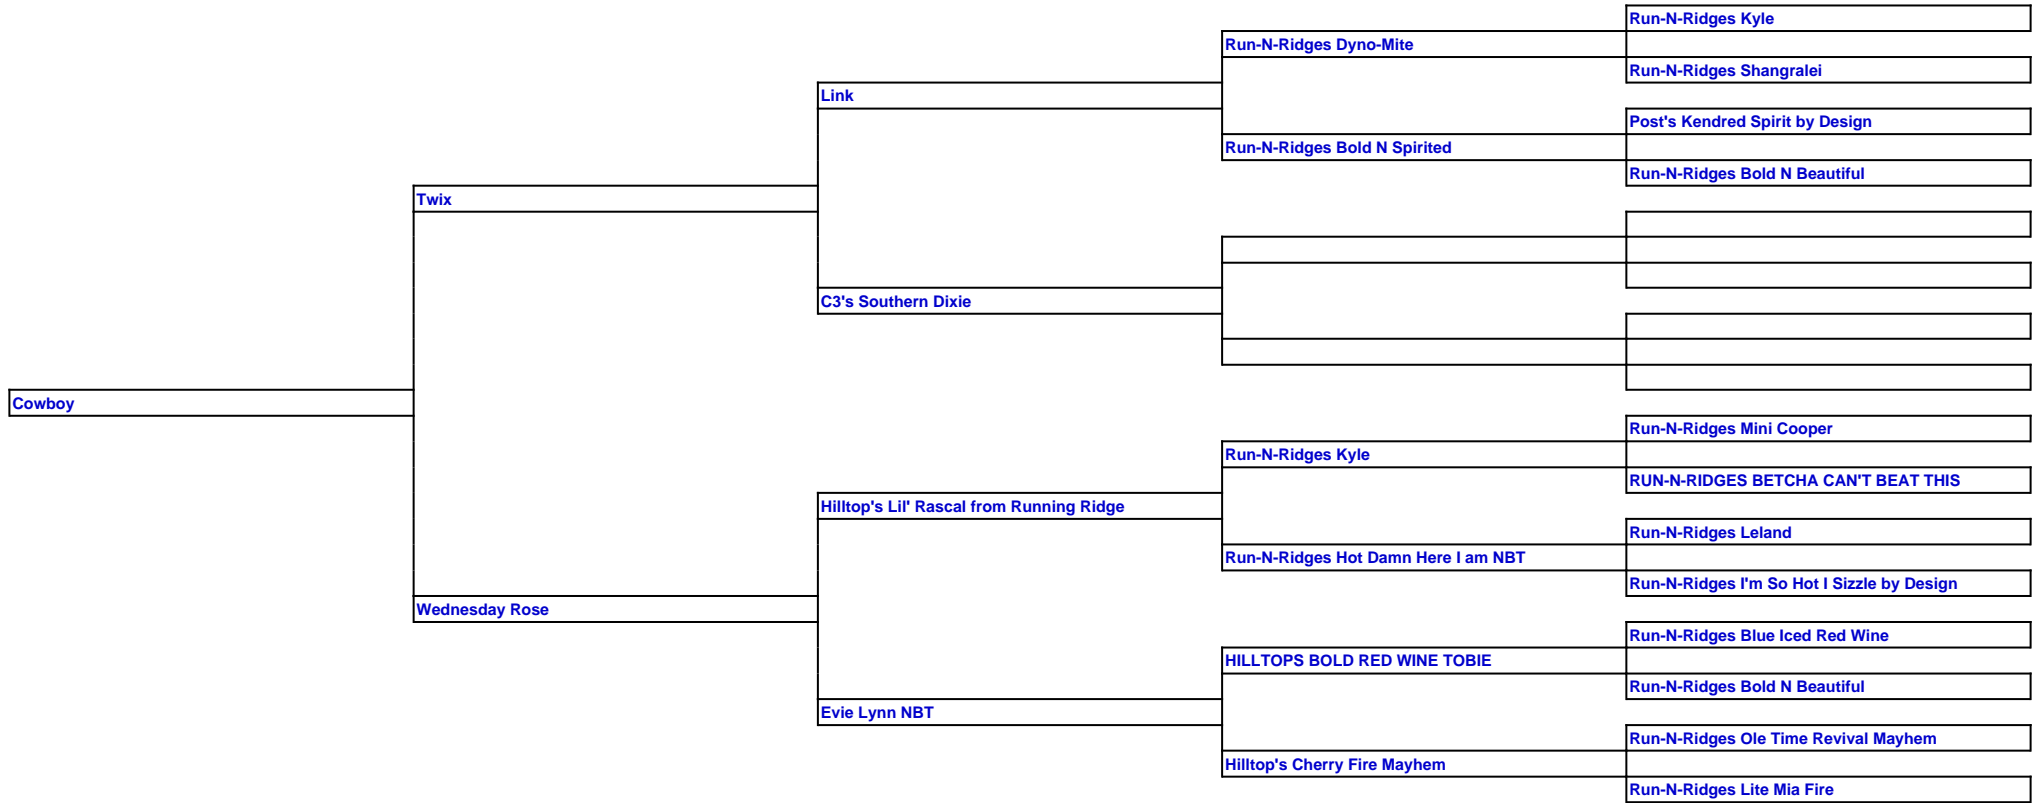 Run-N-Ridges Kyle
Run-N-Ridges Dyno-Mite
Run-N-Ridges Shangralei
Link
Post's Kendred Spirit by Design
Run-N-Ridges Bold N Spirited
Run-N-Ridges Bold N Beautiful
Twix
C3's Southern Dixie
Cowboy
Run-N-Ridges Mini Cooper
Run-N-Ridges Kyle
RUN-N-RIDGES BETCHA CAN'T BEAT THIS
Hilltop's Lil' Rascal from Running Ridge
Run-N-Ridges Leland
Run-N-Ridges Hot Damn Here I am NBT
Run-N-Ridges I'm So Hot I Sizzle by Design
Wednesday Rose
Run-N-Ridges Blue Iced Red Wine
HILLTOPS BOLD RED WINE TOBIE
Run-N-Ridges Bold N Beautiful
Evie Lynn NBT
Run-N-Ridges Ole Time Revival Mayhem
Hilltop's Cherry Fire Mayhem
Run-N-Ridges Lite Mia Fire